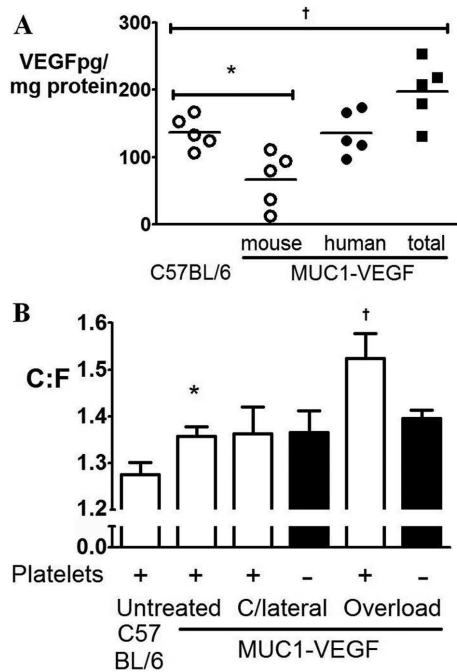 A
VEGFpg/
mg protein
300
200
100
0
†
*
mouse human total
C57BL/6 MUC1-VEGF
B
C:F
1.6
1.5
1.4
1.3
1.2
0.0
*
†
Platelets + + + - + -
Untreated C/lateral Overload
C57
BL/6
MUC1-VEGF